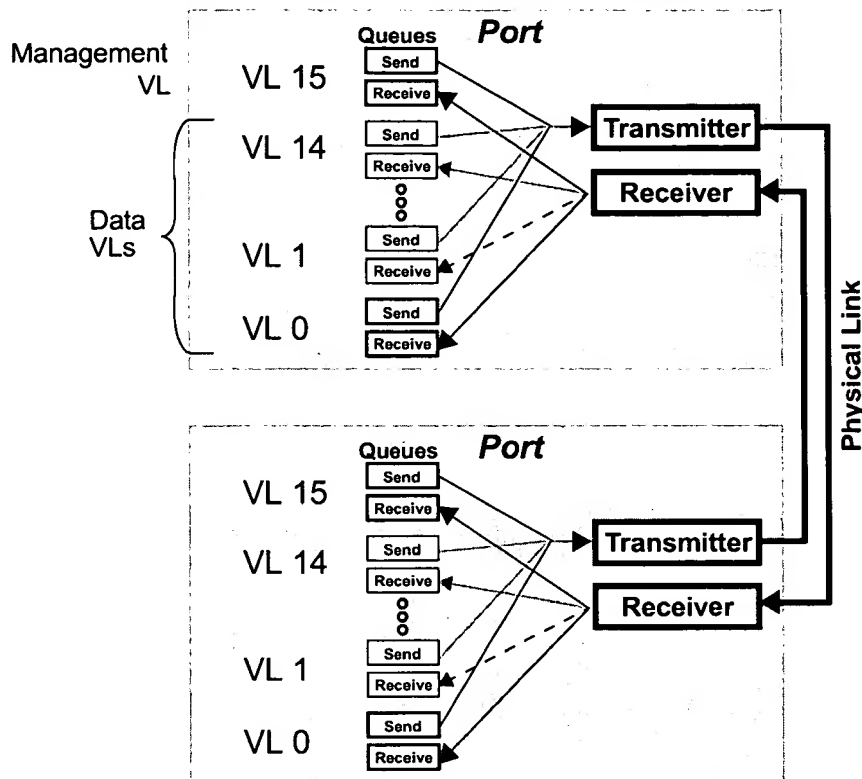 Queues
Port
Management
VL
VL 15
Send
Receive
Transmitter
VL 14
Send
Receive
Receiver
Data
VLs
VL 1
Send
Receive
VL 0
Send
Receive
Physical Link
Queues
Port
VL 15
Send
Receive
Transmitter
VL 14
Send
Receive
Receiver
VL 1
Send
Receive
VL 0
Send
Receive